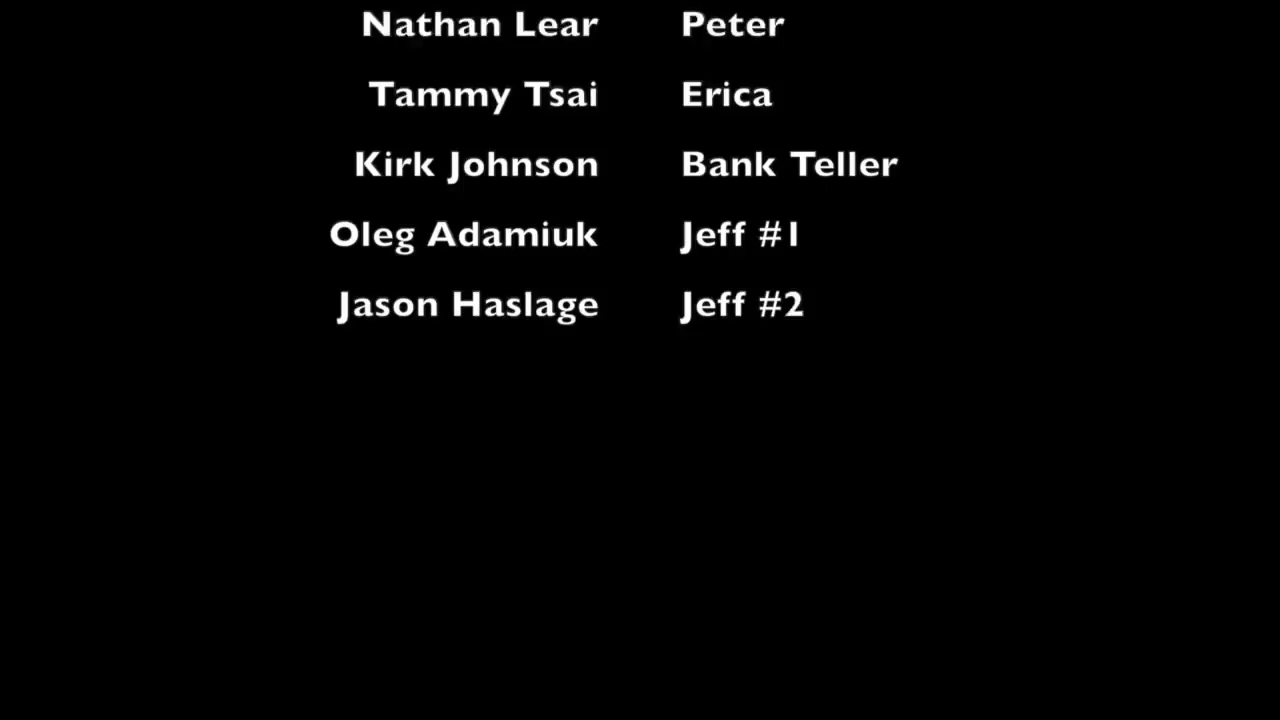 Nathan Lear Peter
Tammy Tsai Erica
Kirk Johnson Bank Teller
Oleg Adamiuk Jeff #1
Jason Haslage Jeff #2